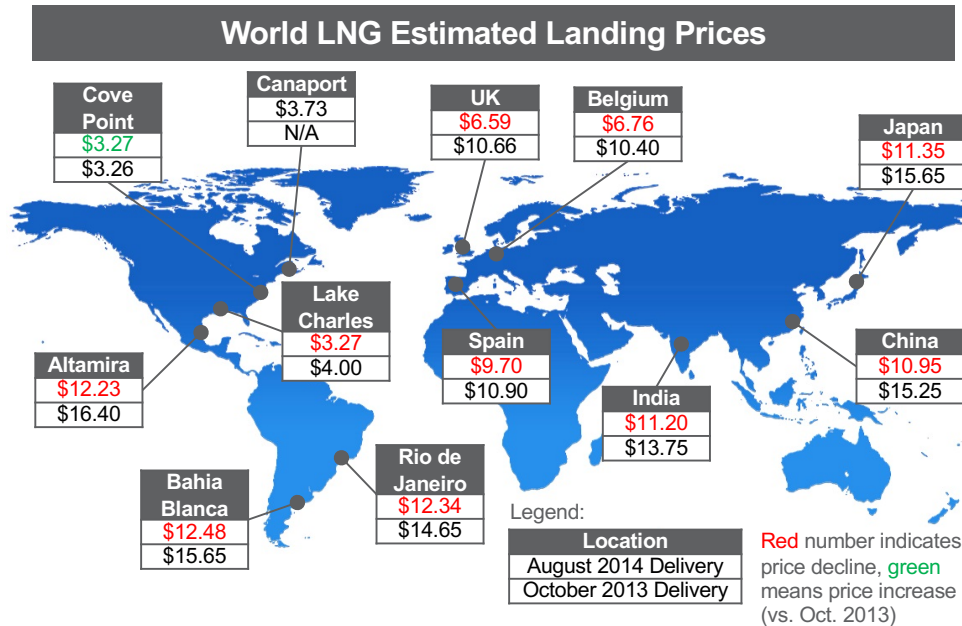 World LNG Estimated Landing Prices
Canaport
$3.73
N/A
Cove
Point
$3.27
$3.26
UK
$6.59
$10.66
Belgium
$6.76
$10.40
Japan
$11.35
$15.65
Lake
Charles
$3.27
$4.00
Altamira
$12.23
$16.40
Spain
$9.70
$10.90
China
$10.95
$15.25
India
$11.20
$13.75
Rio de
Janeiro
$12.34
$14.65
Bahia
Blanca
$12.48
$15.65
Legend:
Location
August 2014 Delivery
October 2013 Delivery
Red number indicates
price decline, green
means price increase
(vs. Oct. 2013)